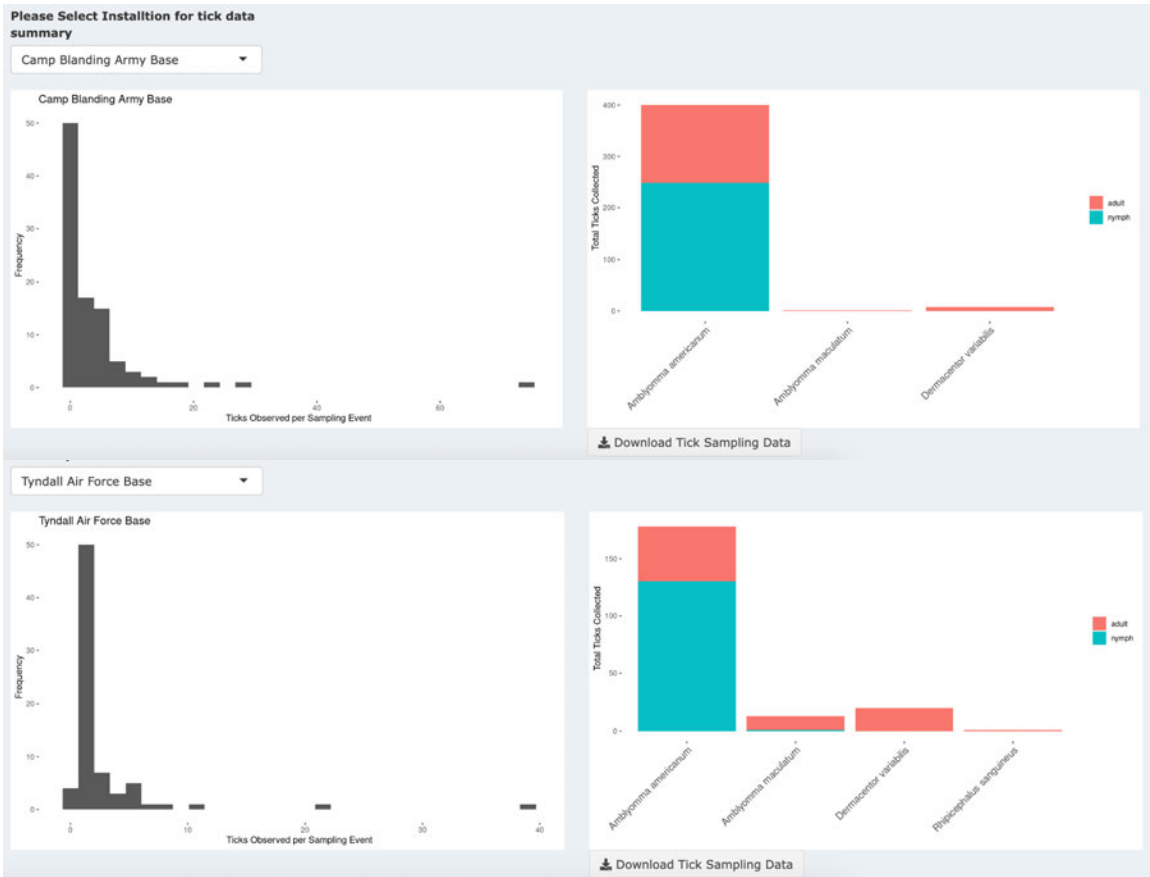 Please Select Installtion for tick data
summary
Camp Blanding Army Base
Camp Blanding Army Base
Frequency
50
40
30
20
10
0
0 20 40 60
Ticks Observed per Sampling Event
Total Ticks Collected
400
300
200
100
0
Amblyomma americanum
Amblyomma maculatum
Dermacentor variabilis
adult
nymph
Download Tick Sampling Data
Tyndall Air Force Base
Tyndall Air Force Base
Frequency
50
40
30
20
10
0
0 10 20 30 40
Ticks Observed per Sampling Event
Total Ticks Collected
150
100
50
0
Amblyomma americanum
Amblyomma maculatum
Dermacentor variabilis
Rhipicephalus sanguineus
adult
nymph
Download Tick Sampling Data